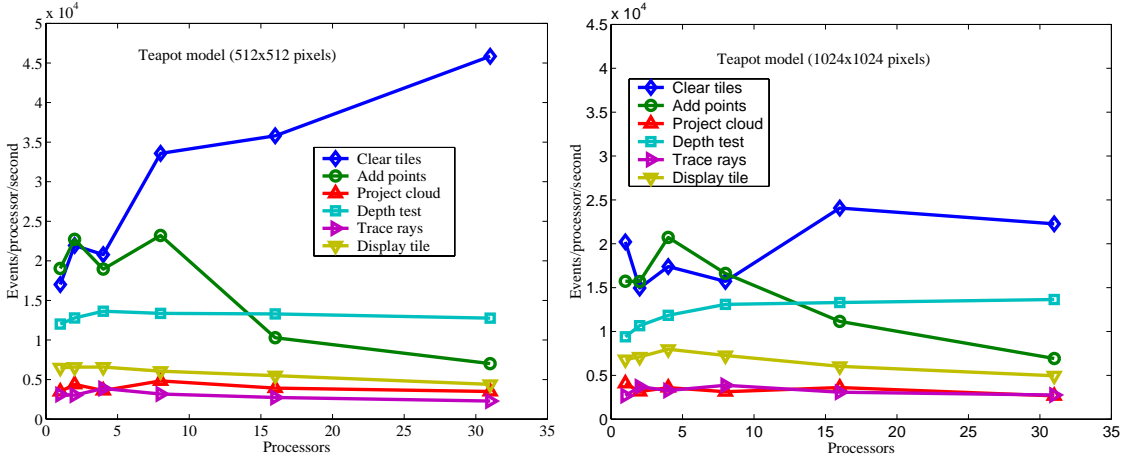 5 x 10^4
4.5
4
3.5
3
2.5
2
1.5
1
0.5
0
Events/processor/second
Teapot model (512x512 pixels)
Clear tiles
Add points
Project cloud
Depth test
Trace rays
Display tile
0 5 10 15 20 25 30 35
Processors
4.5 x 10^4
4
3.5
3
2.5
2
1.5
1
0.5
0
Events/processor/second
Teapot model (1024x1024 pixels)
Clear tiles
Add points
Project cloud
Depth test
Trace rays
Display tile
0 5 10 15 20 25 30 35
Processors